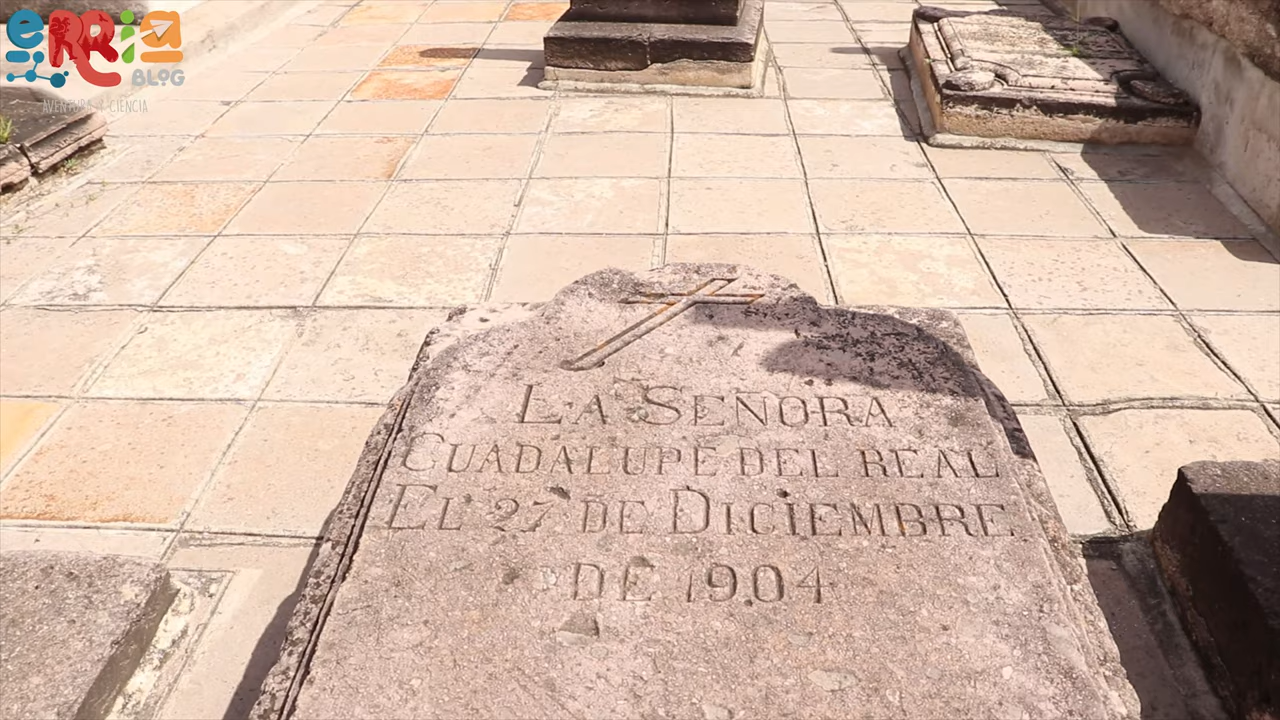 eRRia
BLOG
AVENTURA Y CIENCIA
LA SEÑORA
GUADALUPE DEL REAL
EL 27 DE DICIEMBRE
DE 1904